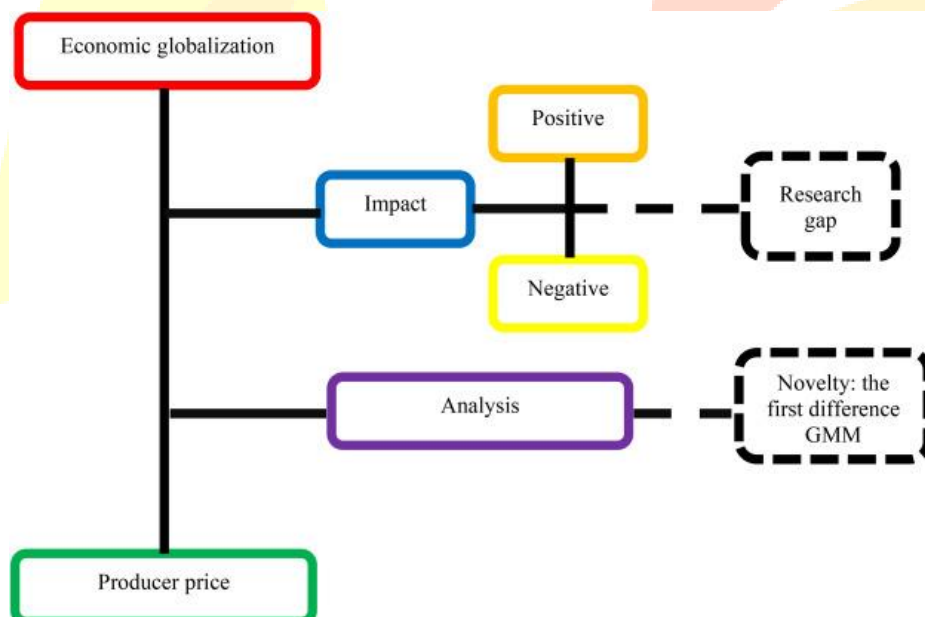 Economic globalization
Positive
Impact
Research
gap
Negative
Analysis
Novelty: the
first difference
GMM
Producer price